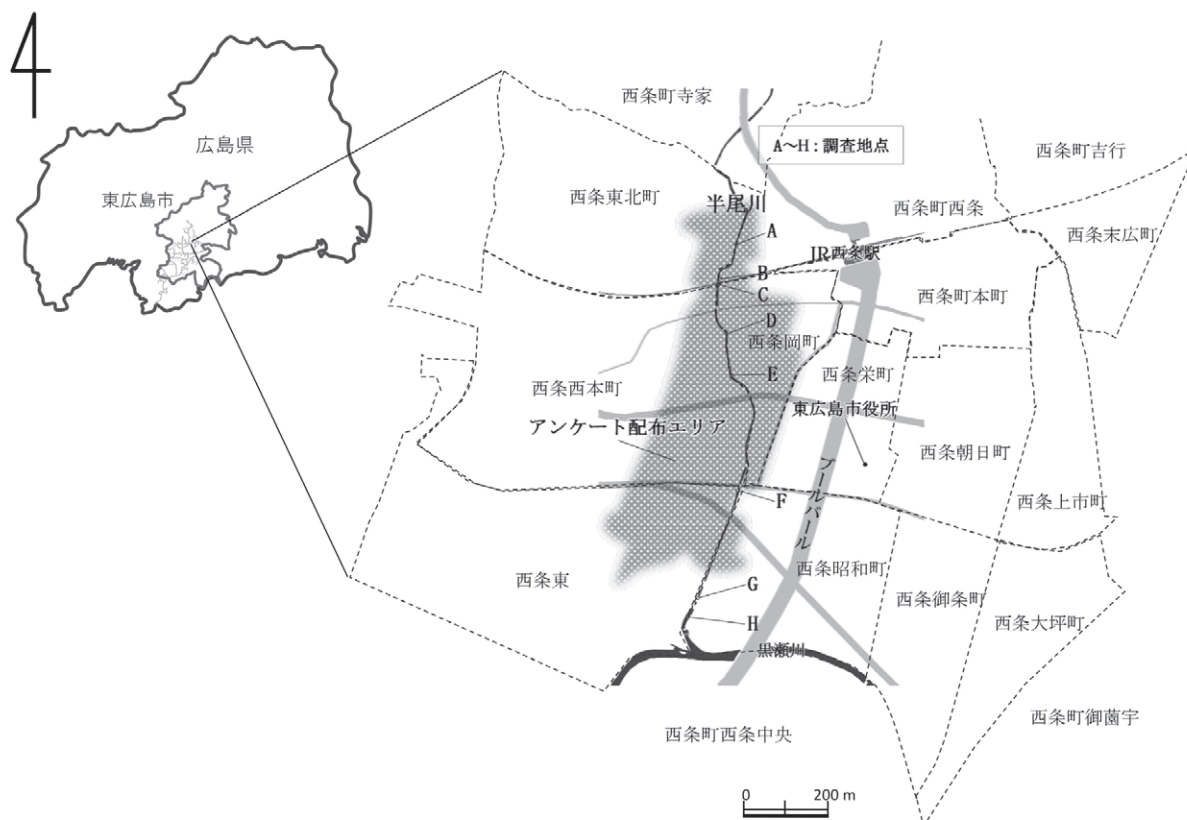 広島県
東広島市
西条町寺家
A～H：調査地点
西条町吉行
西条東北町
半尾川
西条町西条
西条末広町
A
JR西条駅
B
C
西条町本町
D
西条岡町
E
西条栄町
西条西本町
東広島市役所
アンケート配布エリア
西条朝日町
F
ブールバール
西条上市町
西条東
西条昭和町
G
西条御条町
H
西条大坪町
黒瀬川
西条町御薗宇
西条町西条中央
0 200 m